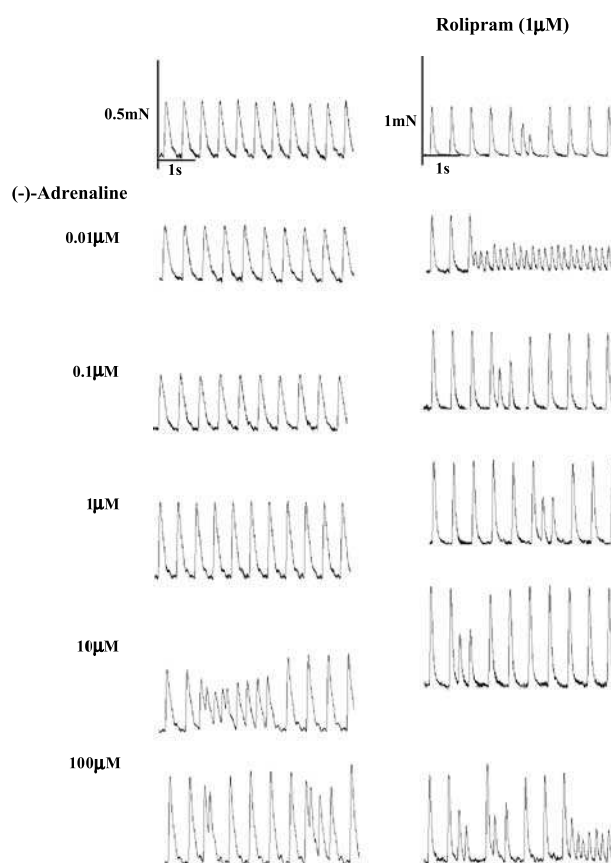 Rolipram (1μM)
0.5mN
1mN
1s
1s
(-)-Adrenaline
0.01μM
0.1μM
1μM
10μM
100μM